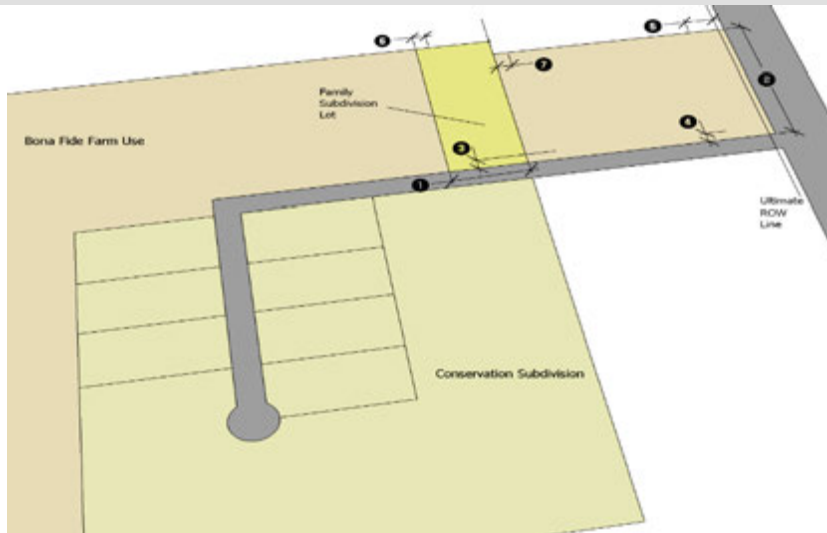 6
5
7
2
Family
Subdivision
Lot
4
Bona Fide Farm Use
3
1
Ultimate
ROW
Line
Conservation Subdivision